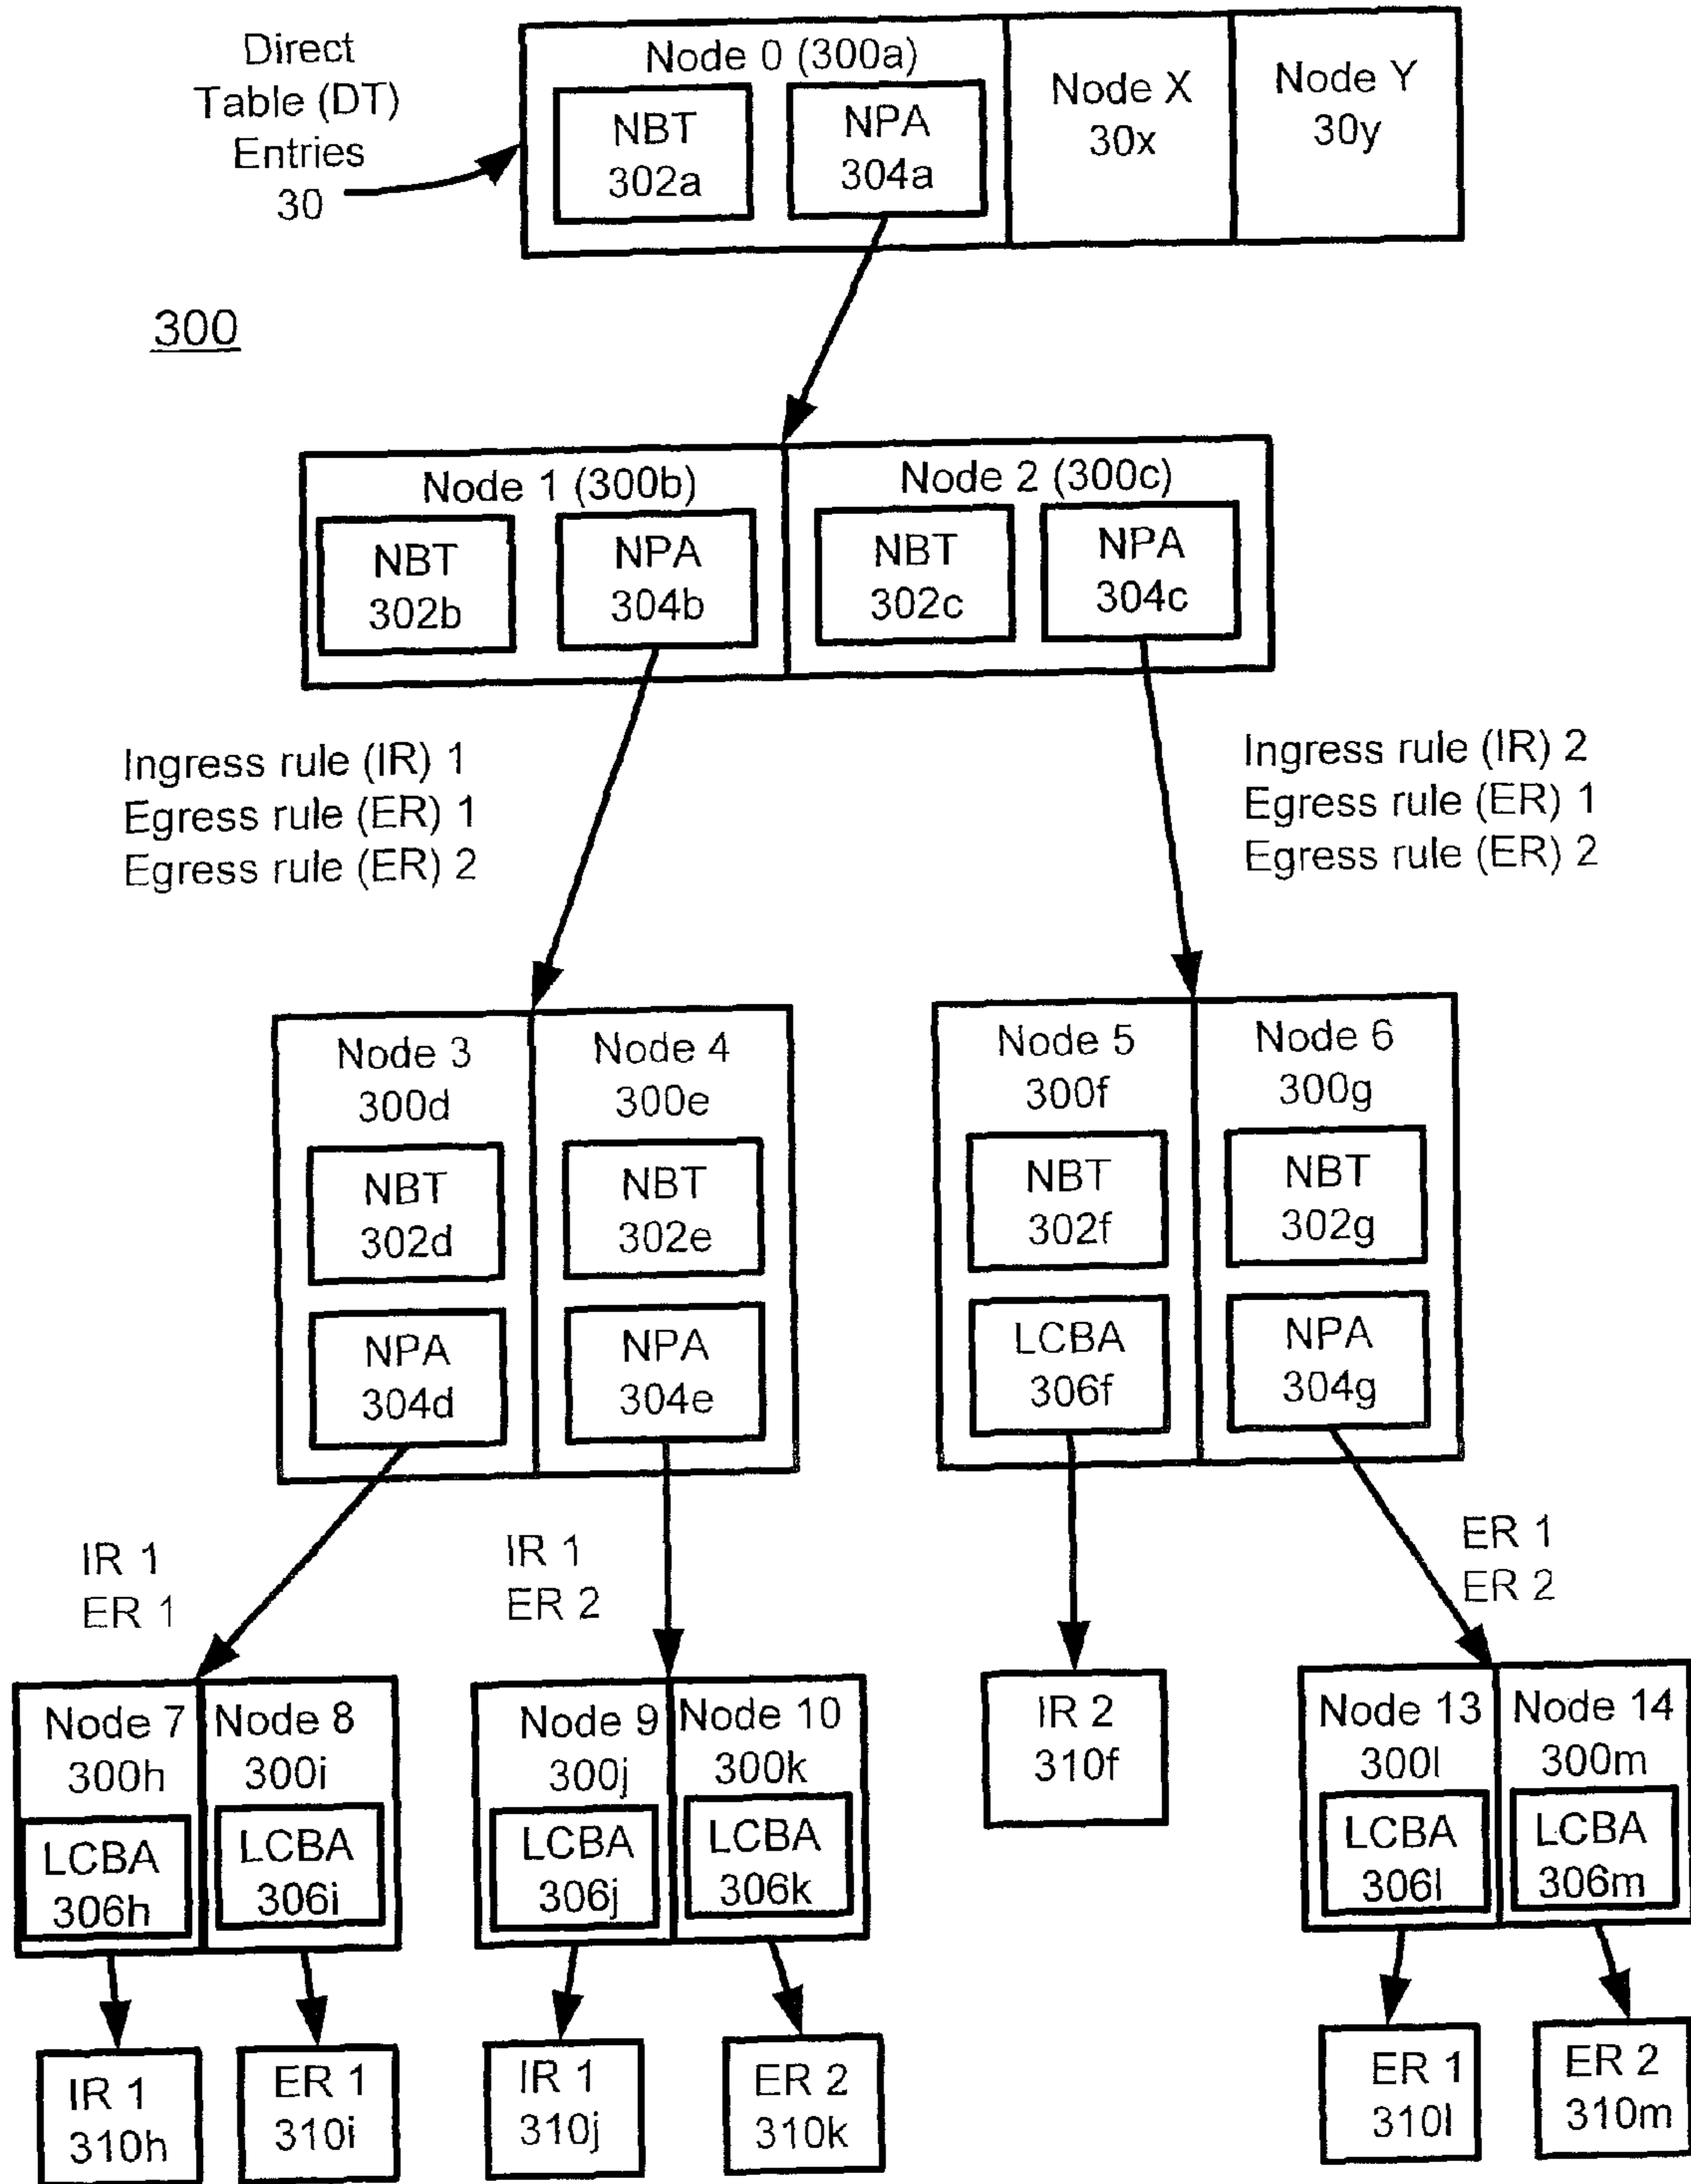 Direct
Table (DT)
Entries
30
Node 0 (300a)
NBT
302a
NPA
304a
Node X
30x
Node Y
30y
300
Node 1 (300b)
NBT
302b
NPA
304b
Node 2 (300c)
NBT
302c
NPA
304c
Ingress rule (IR) 1
Egress rule (ER) 1
Egress rule (ER) 2
Ingress rule (IR) 2
Egress rule (ER) 1
Egress rule (ER) 2
Node 3
300d
NBT
302d
NPA
304d
Node 4
300e
NBT
302e
NPA
304e
Node 5
300f
NBT
302f
LCBA
306f
Node 6
300g
NBT
302g
NPA
304g
IR 1
ER 1
IR 1
ER 2
ER 1
ER 2
Node 7
300h
LCBA
306h
Node 8
300i
LCBA
306i
Node 9
300j
LCBA
306j
Node 10
300k
LCBA
306k
IR 2
310f
Node 13
300l
LCBA
306l
Node 14
300m
LCBA
306m
IR 1
310h
ER 1
310i
IR 1
310j
ER 2
310k
ER 1
310l
ER 2
310m